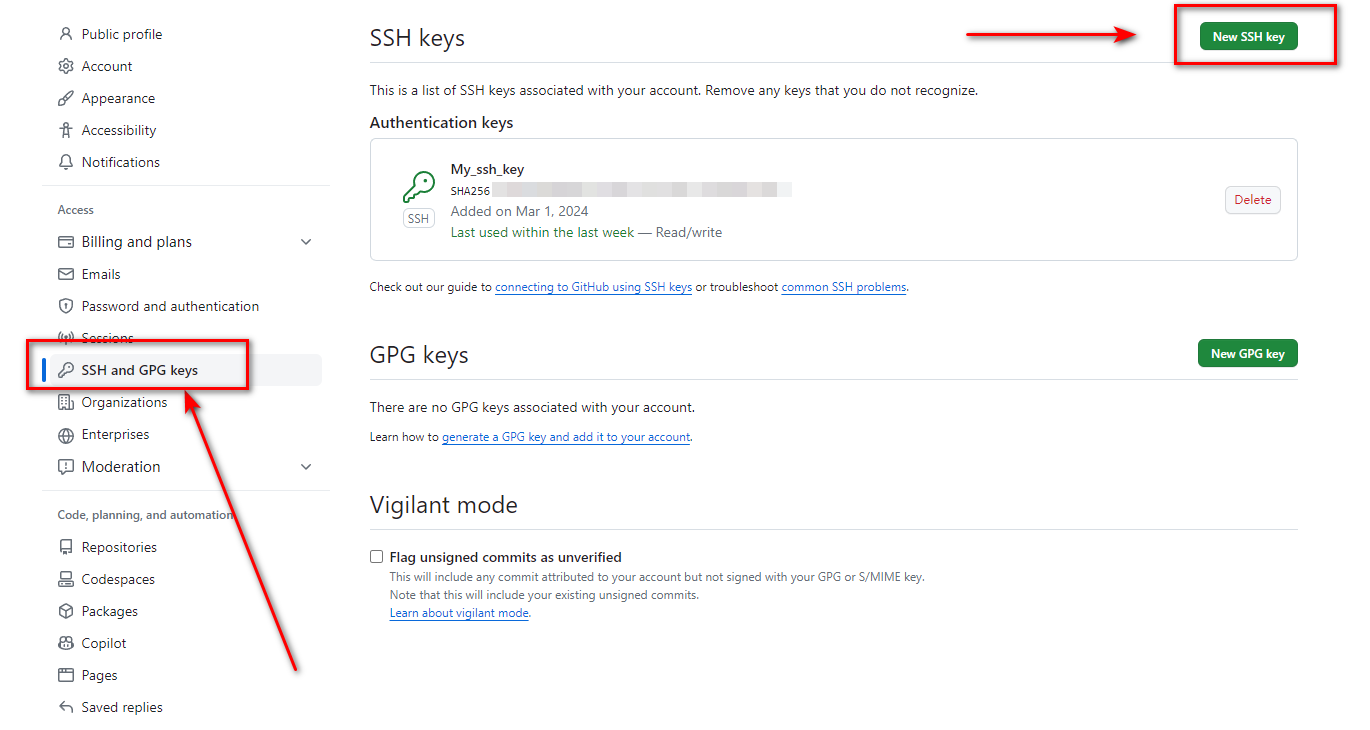 Public profile
Account
Appearance
Accessibility
Notifications
Access
Billing and plans
Emails
Password and authentication
Sessions
SSH and GPG keys
Organizations
Enterprises
Moderation
Code, planning, and automation
Repositories
Codespaces
Packages
Copilot
Pages
Saved replies
SSH keys
New SSH key
This is a list of SSH keys associated with your account. Remove any keys that you do not recognize.
Authentication keys
My_ssh_key
SHA256
Added on Mar 1, 2024
Last used within the last week — Read/write
SSH
Delete
Check out our guide to connecting to GitHub using SSH keys or troubleshoot common SSH problems.
GPG keys
New GPG key
There are no GPG keys associated with your account.
Learn how to generate a GPG key and add it to your account.
Vigilant mode
Flag unsigned commits as unverified
This will include any commit attributed to your account but not signed with your GPG or S/MIME key.
Note that this will include your existing unsigned commits.
Learn about vigilant mode.